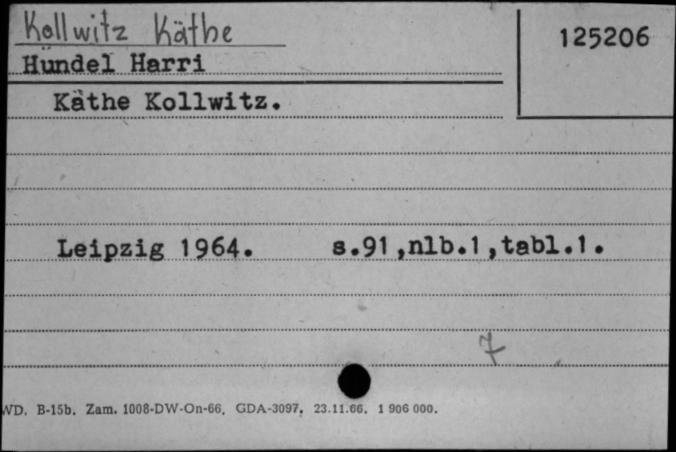 Kollwitz Käthe
125206
Hündel Harri
Käthe Kollwitz.
Leipzig 1964. s.91,nlb.1,tabl.1.
7
WD. B-15b. Zam. 1008-DW-On-66. GDA-3097. 23.11.66. 1 906 000.